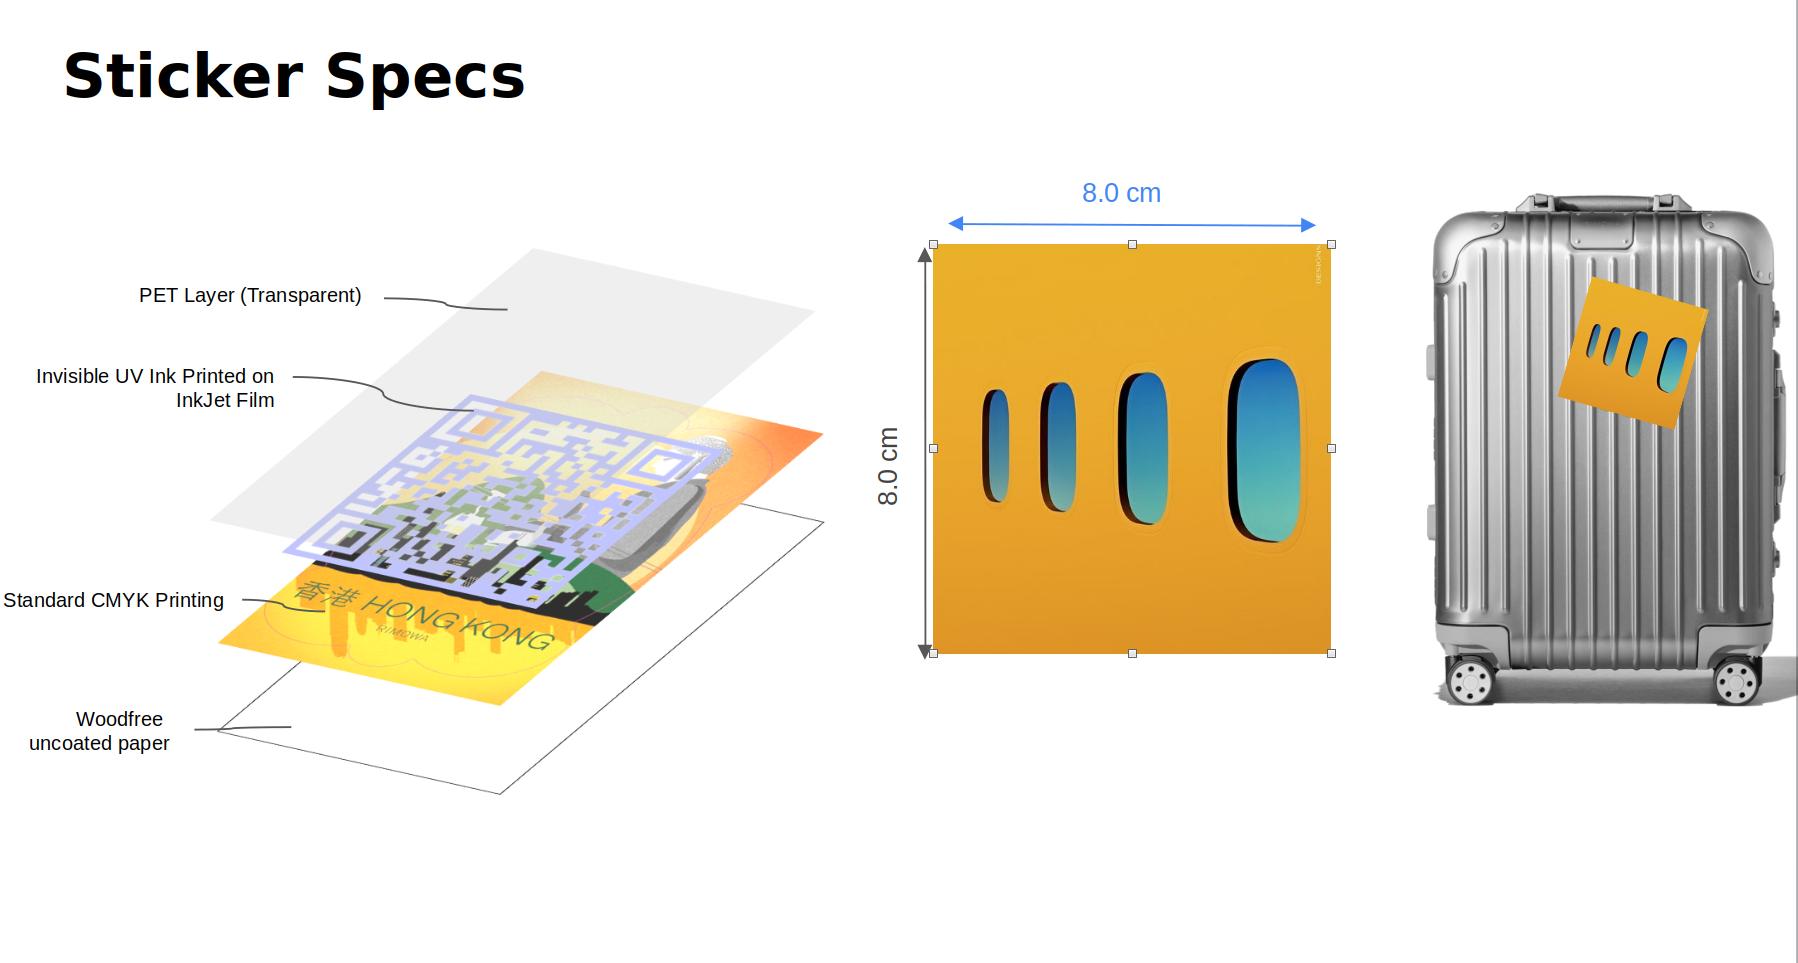 Sticker Specs
PET Layer (Transparent)
Invisible UV Ink Printed on
InkJet Film
Standard CMYK Printing
香港 HONG KONG
RIMOWA
Woodfree
uncoated paper
8.0 cm
8.0 cm
DESIGNS